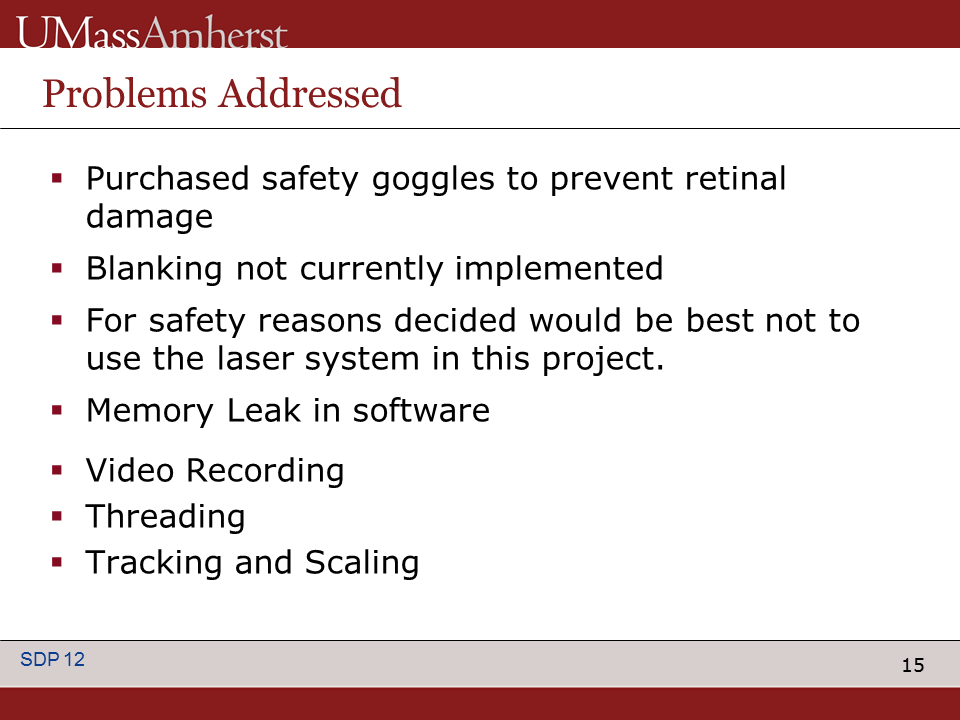 UMassAmherst
Problems Addressed
Purchased safety goggles to prevent retinal
damage
Blanking not currently implemented
For safety reasons decided would be best not to
use the laser system in this project.
Memory Leak in software
Video Recording
Threading
Tracking and Scaling
SDP 12
15